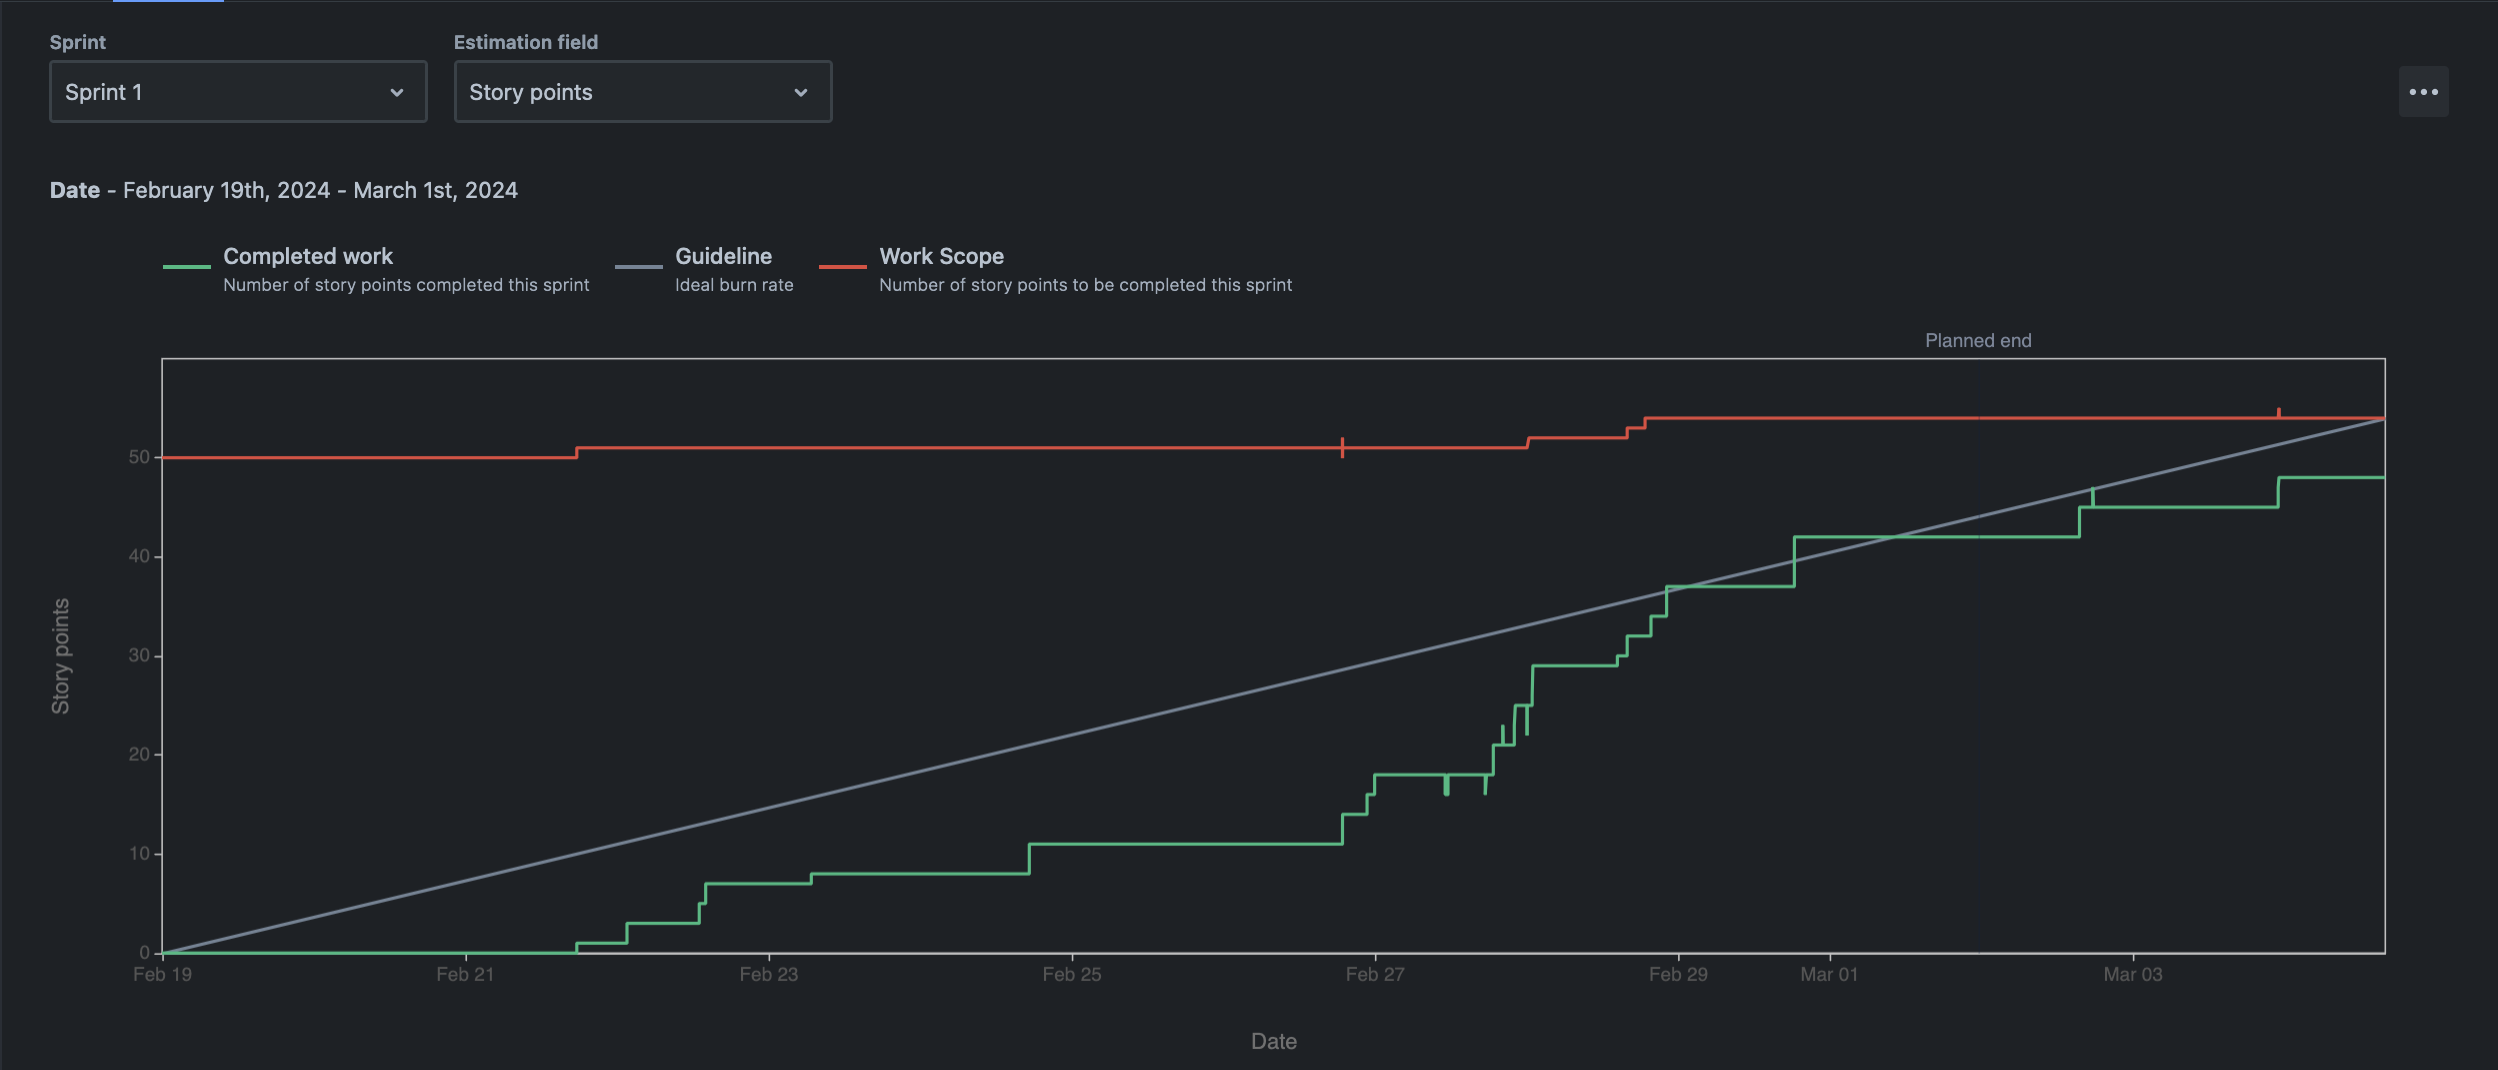 Sprint
Estimation field
Sprint 1
Story points
Date - February 19th, 2024 - March 1st, 2024
Completed work
Number of story points completed this sprint
Guideline
Ideal burn rate
Work Scope
Number of story points to be completed this sprint
Planned end
50
40
30
20
10
0
Story points
Feb 19
Feb 21
Feb 23
Feb 25
Feb 27
Feb 29
Mar 01
Mar 03
Date